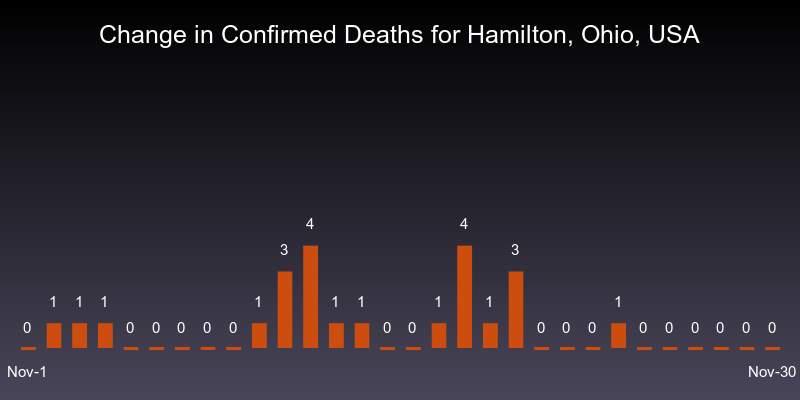 Change in Confirmed Deaths for Hamilton, Ohio, USA
0 1 1 1 0 0 0 0 0 1 3 4 1 1 0 0 1 4 1 3 0 0 0 1 0 0 0 0 0 0
Nov-1 Nov-30